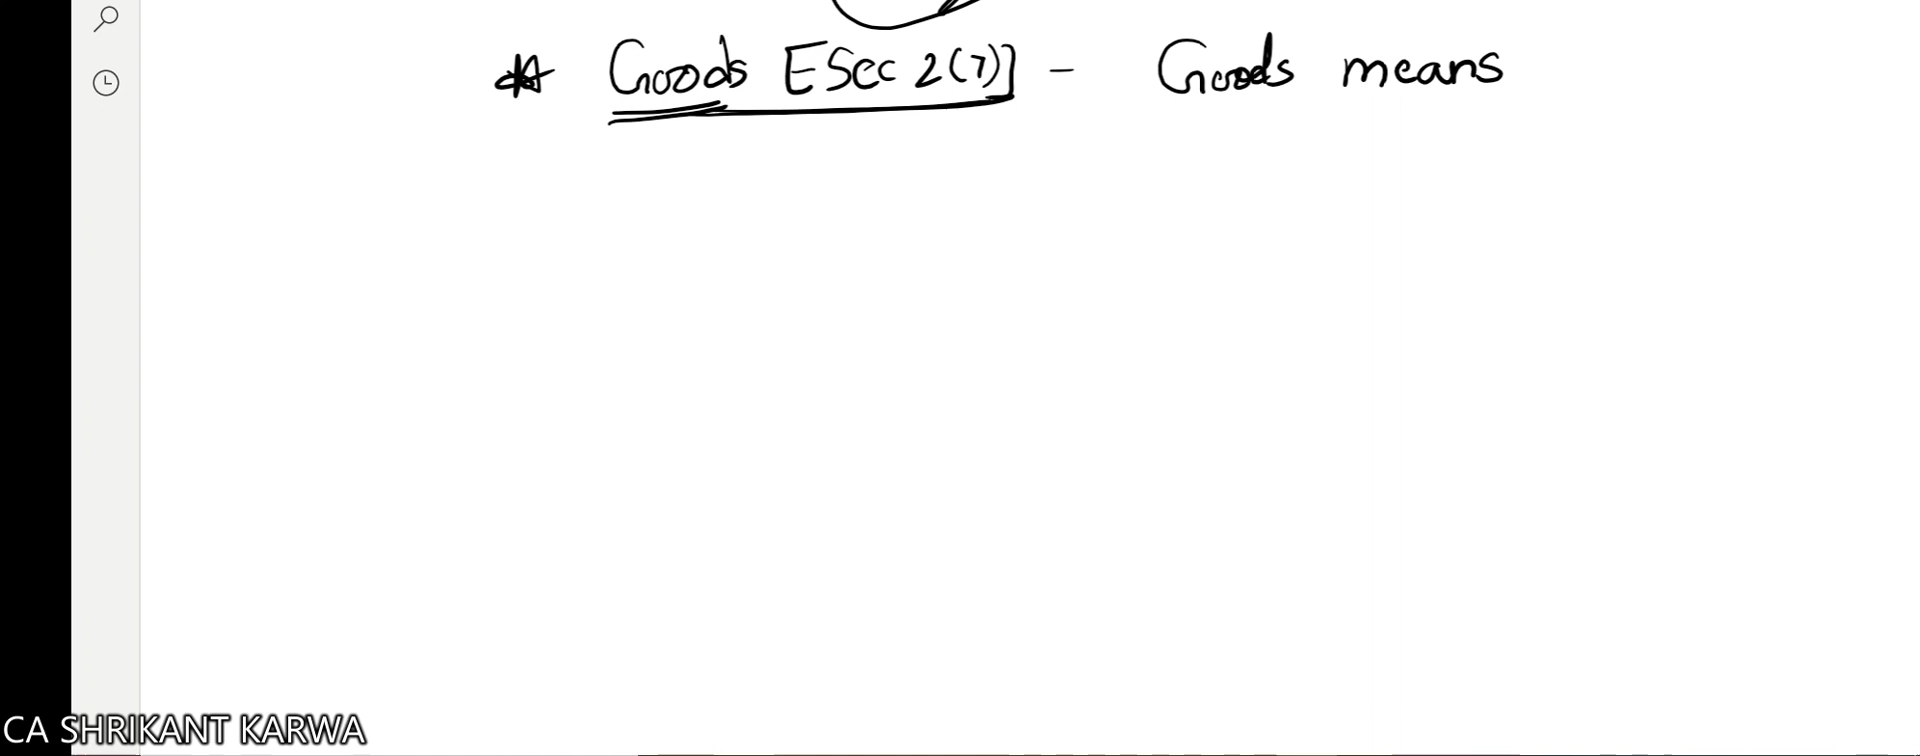 * Goods [Sec 2(7)] - Goods means
CA SHRIKANT KARWA